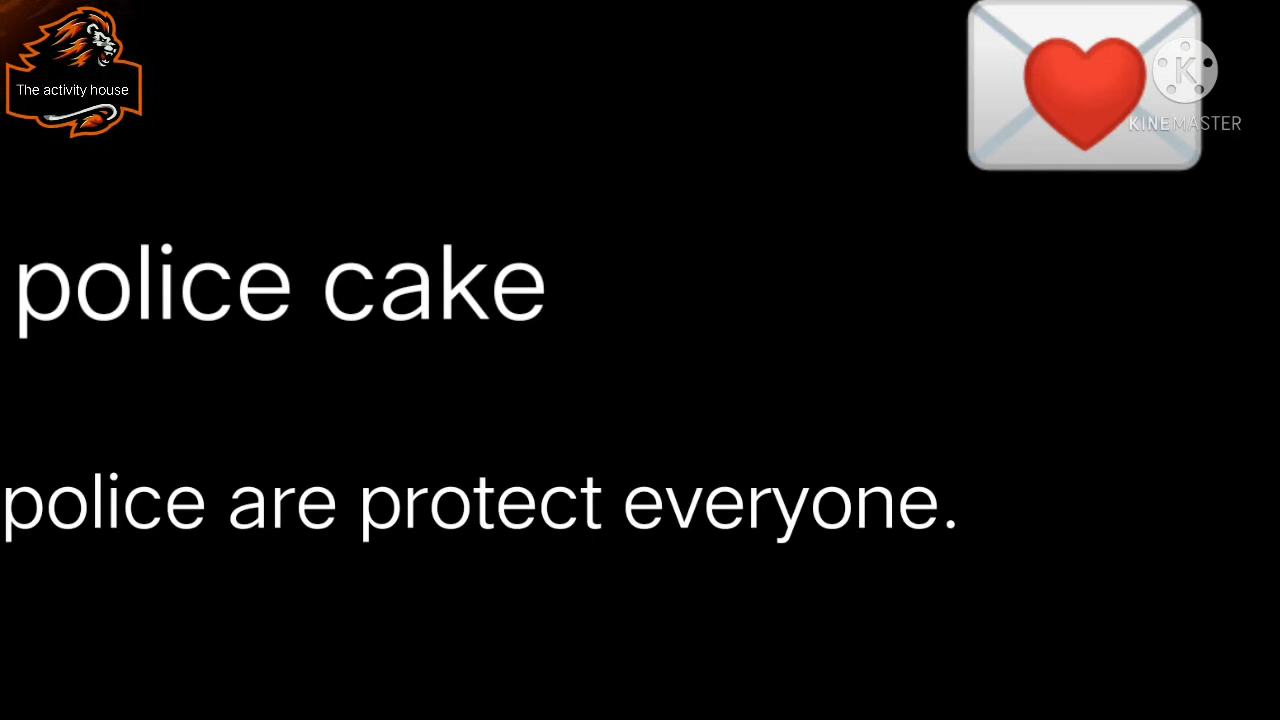 The activity house
K
KINEMASTER
police cake
police are protect everyone.